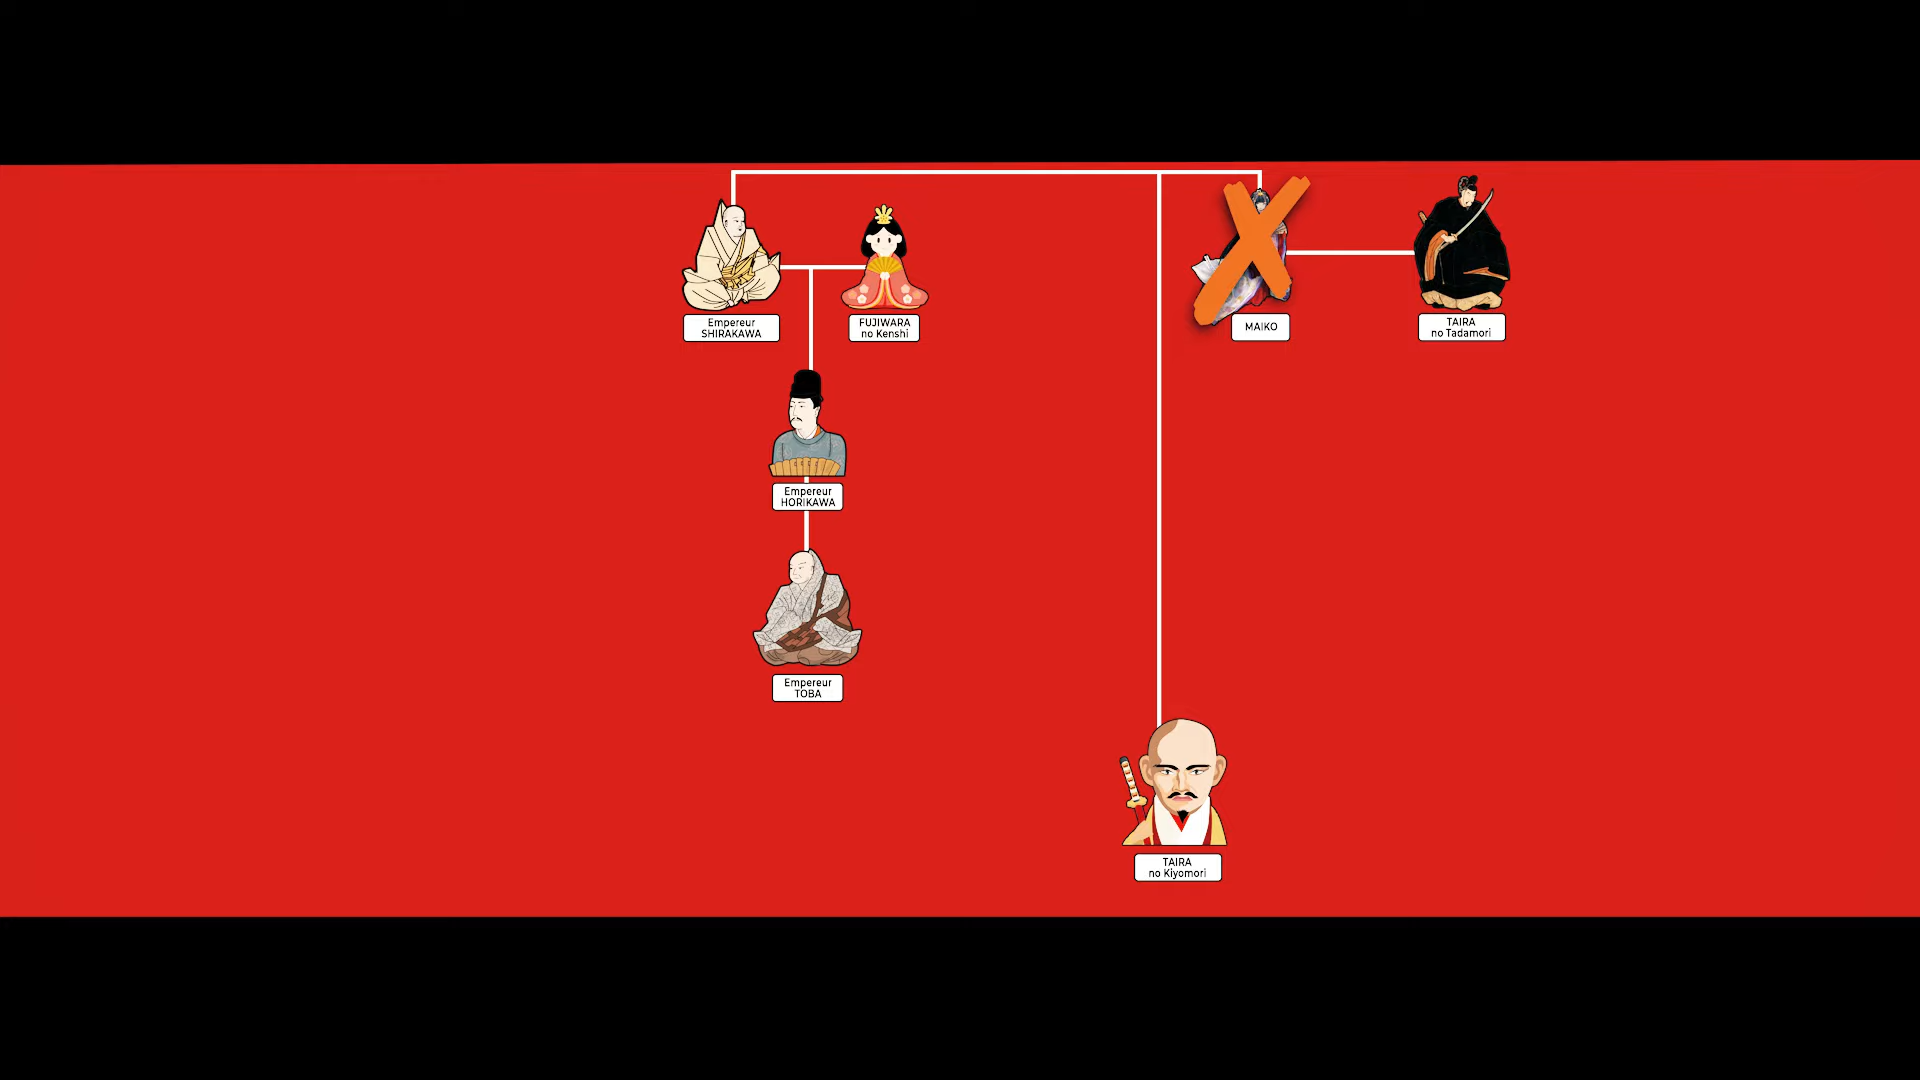 Empereur
SHIRAKAWA
FUJIWARA
no Kenshi
MAIKO
TAIRA
no Tadamori
Empereur
HORIKAWA
Empereur
TOBA
TAIRA
no Kiyomori